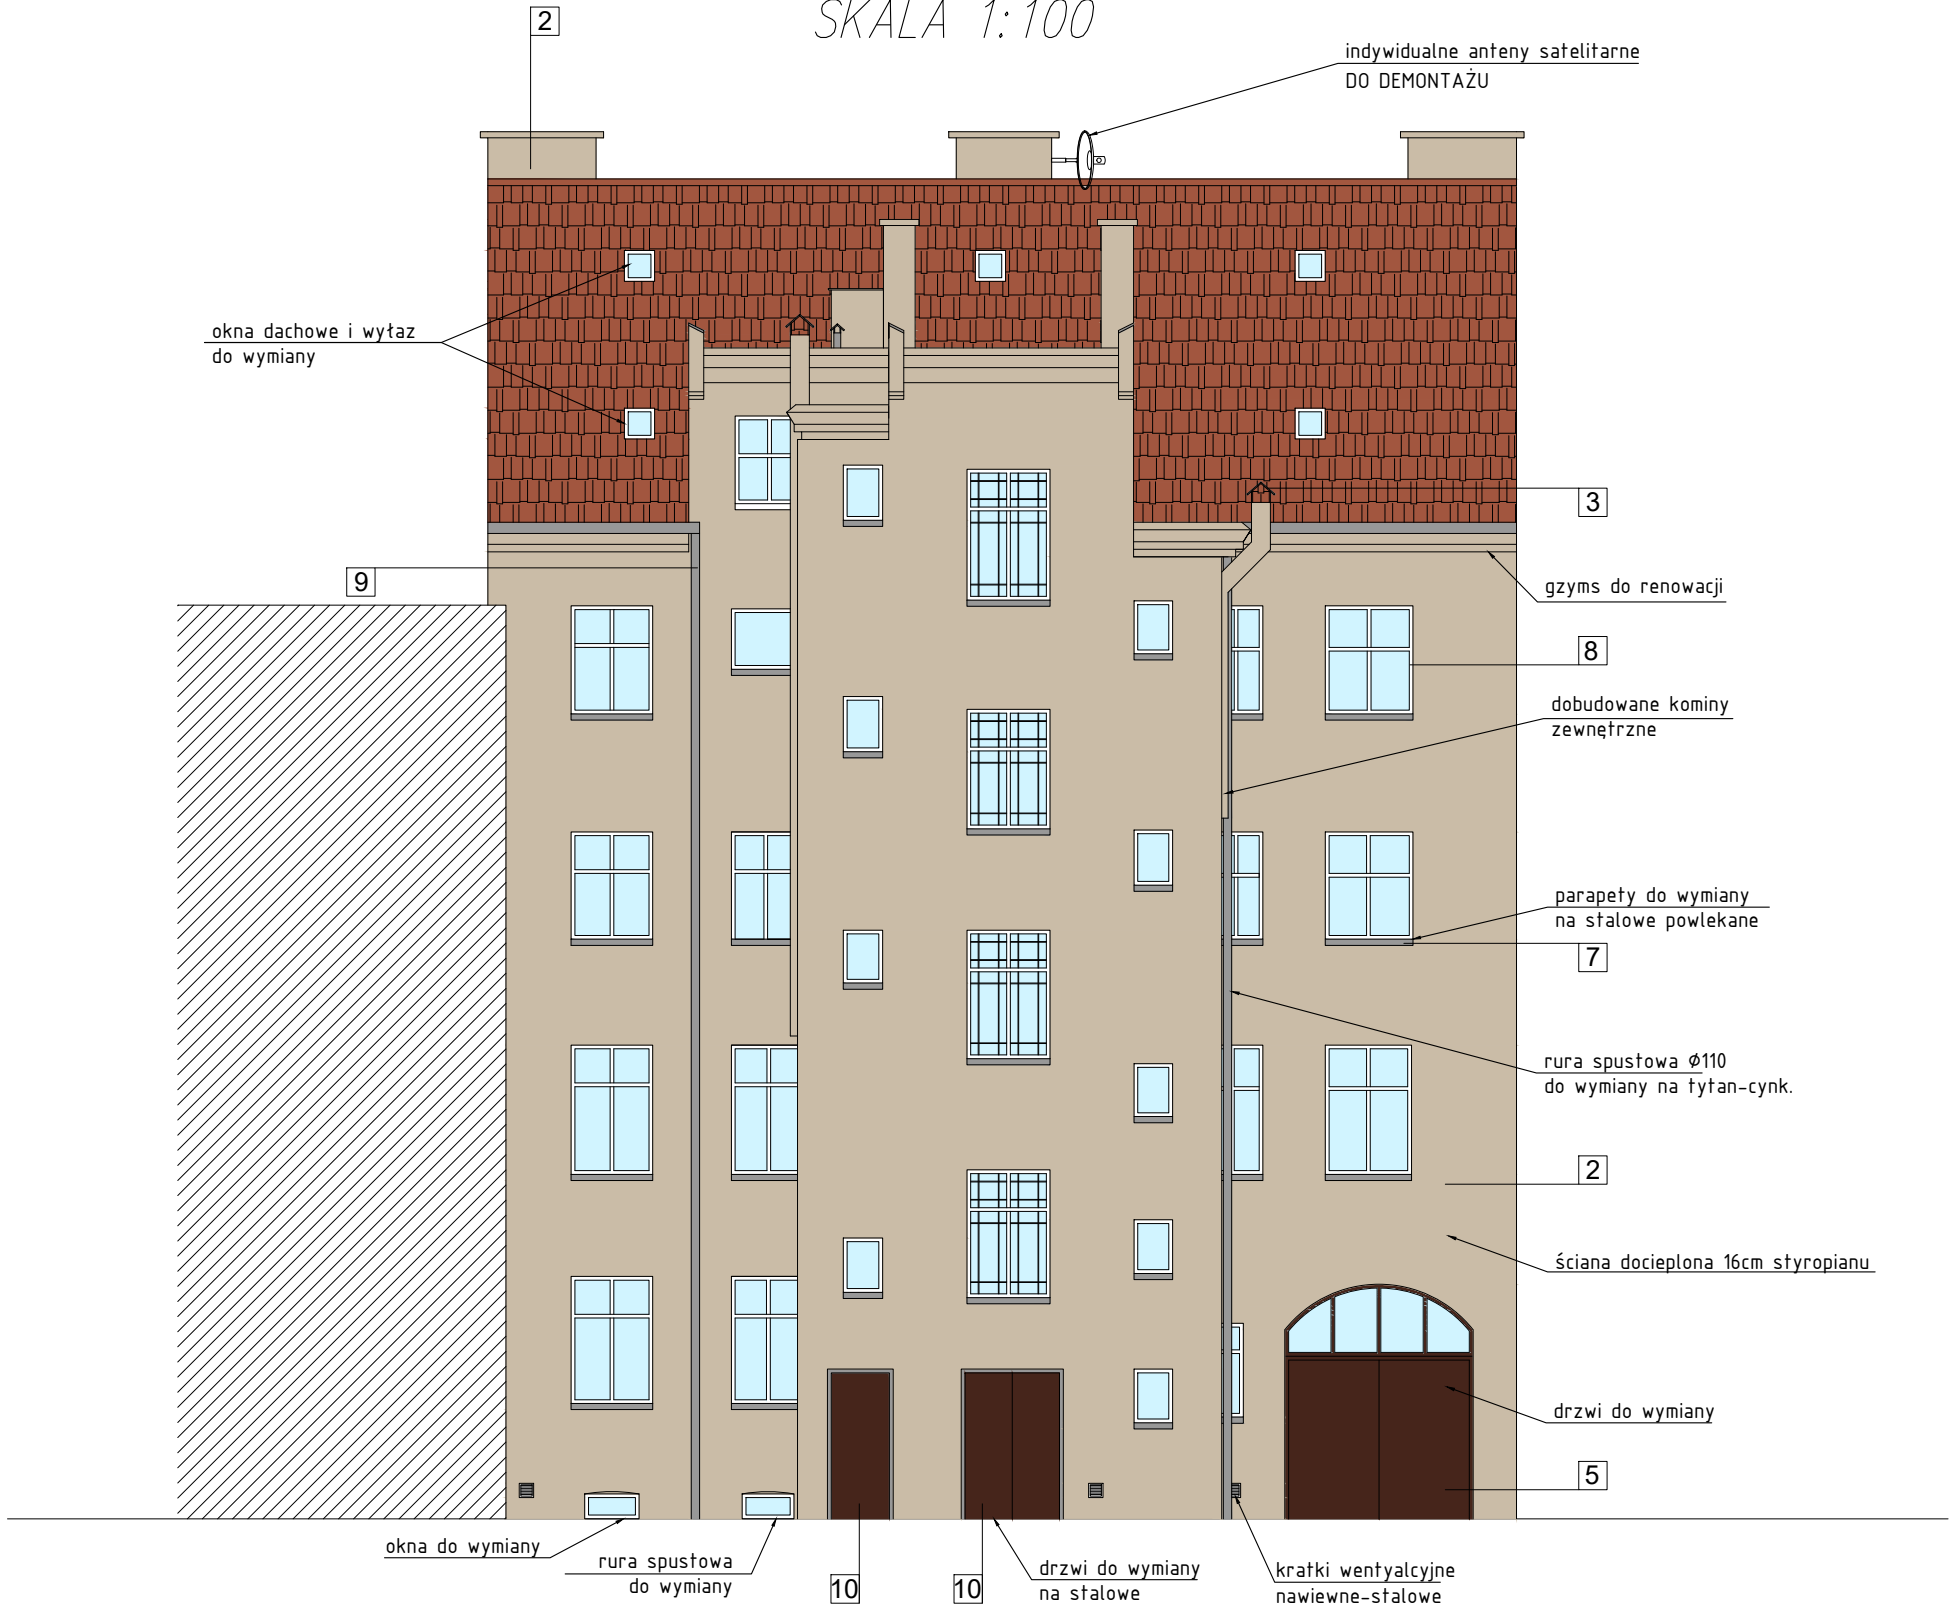 SKALA 1:100
2
indywidualne anteny satelitarne
DO DEMONTAŻU
okna dachowe i wyłaz
do wymiany
3
9
gzyms do renowacji
8
dobudowane kominy
zewnętrzne
parapety do wymiany
na stalowe powlekane
7
rura spustowa Ø110
do wymiany na tytan-cynk.
2
ściana docieplona 16cm styropianu
drzwi do wymiany
5
okna do wymiany
rura spustowa
do wymiany
10
10
drzwi do wymiany
na stalowe
kratki wentyalcyjne
nawiewne-stalowe